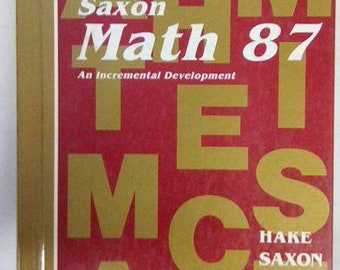 Saxon
Math 87
An Incremental Development
A H M
T I
M E S
A C
HAKE
SAXON